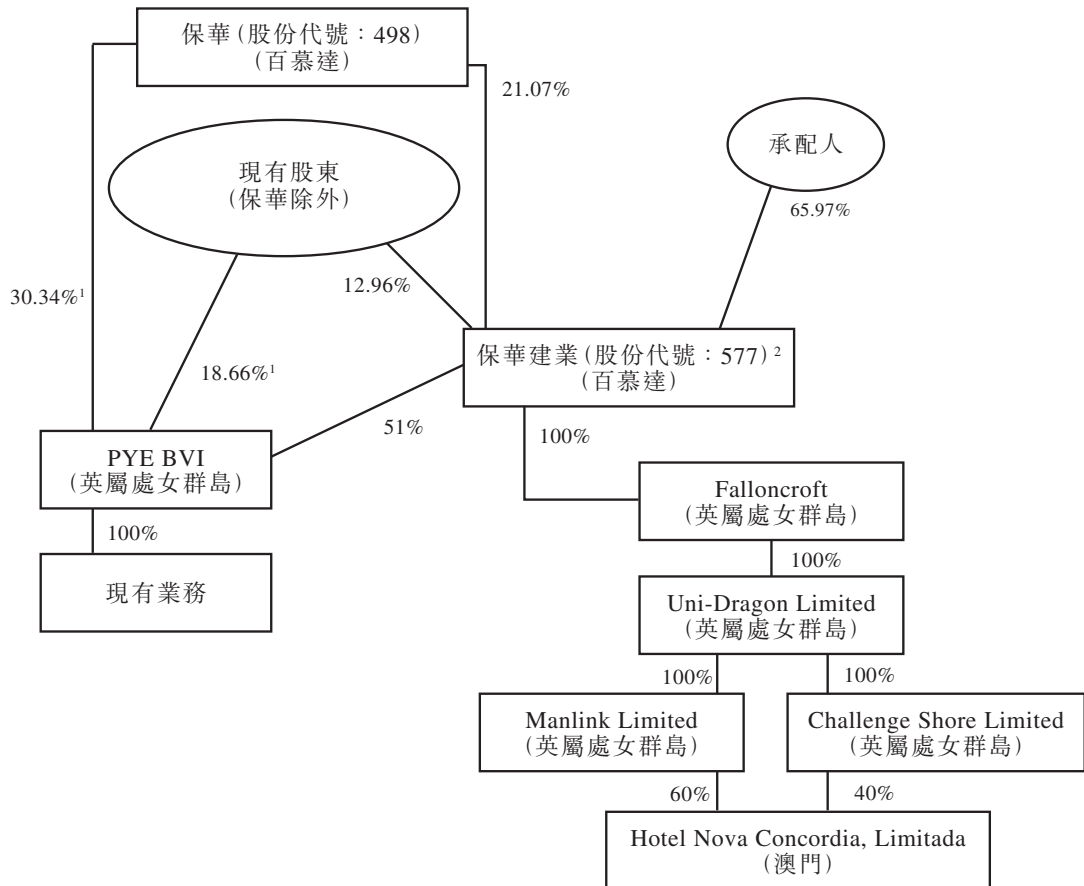 保華(股份代號：498)
(百慕達)
21.07%
承配人
現有股東
(保華除外)
65.97%
12.96%
30.34%¹
保華建業(股份代號：577)²
(百慕達)
18.66%¹
51%
100%
PYE BVI
(英屬處女群島)
Falloncroft
(英屬處女群島)
100%
100%
現有業務
Uni-Dragon Limited
(英屬處女群島)
100%
100%
Manlink Limited
(英屬處女群島)
Challenge Shore Limited
(英屬處女群島)
60%
40%
Hotel Nova Concordia, Limitada
(澳門)